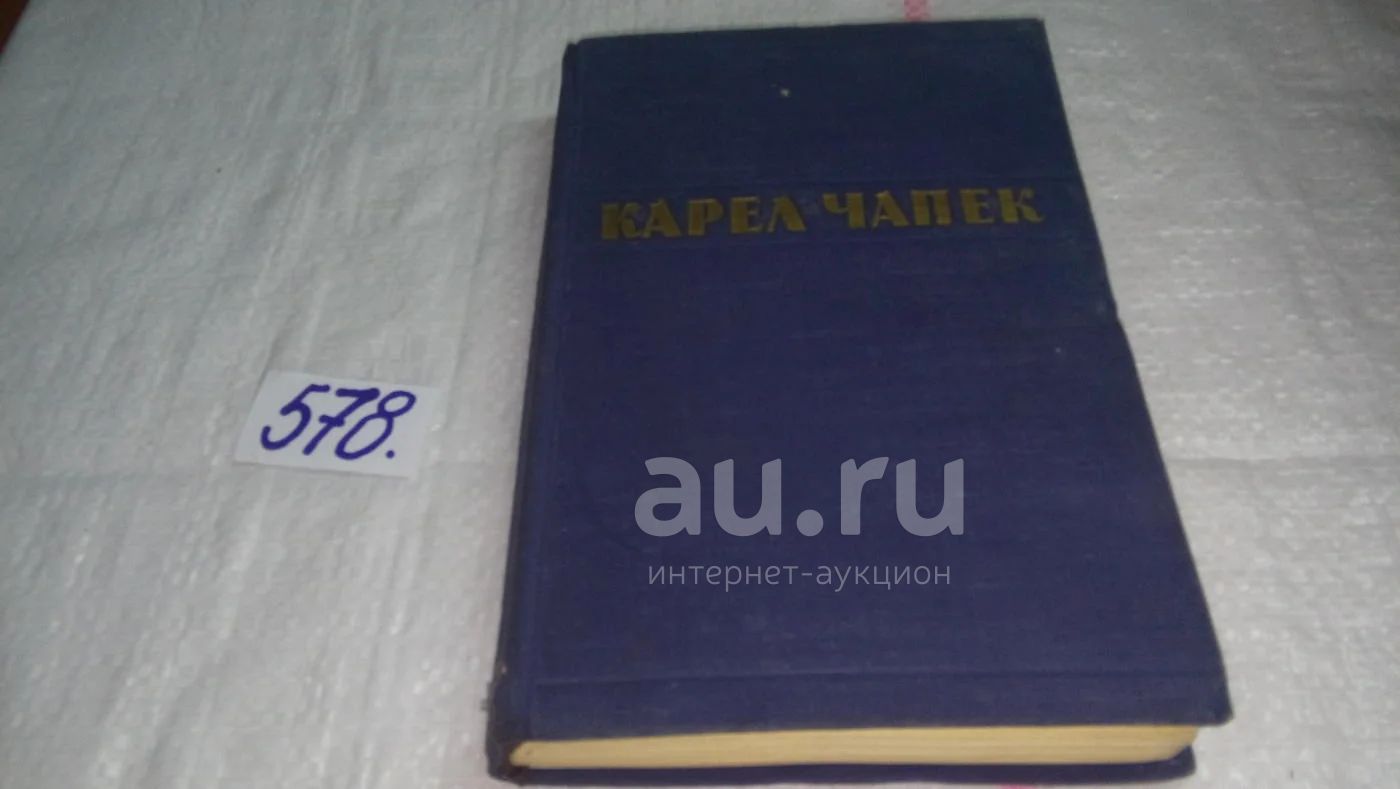 КАРЕЛ ЧАПЕК
578.
au.ru
интернет-аукцион